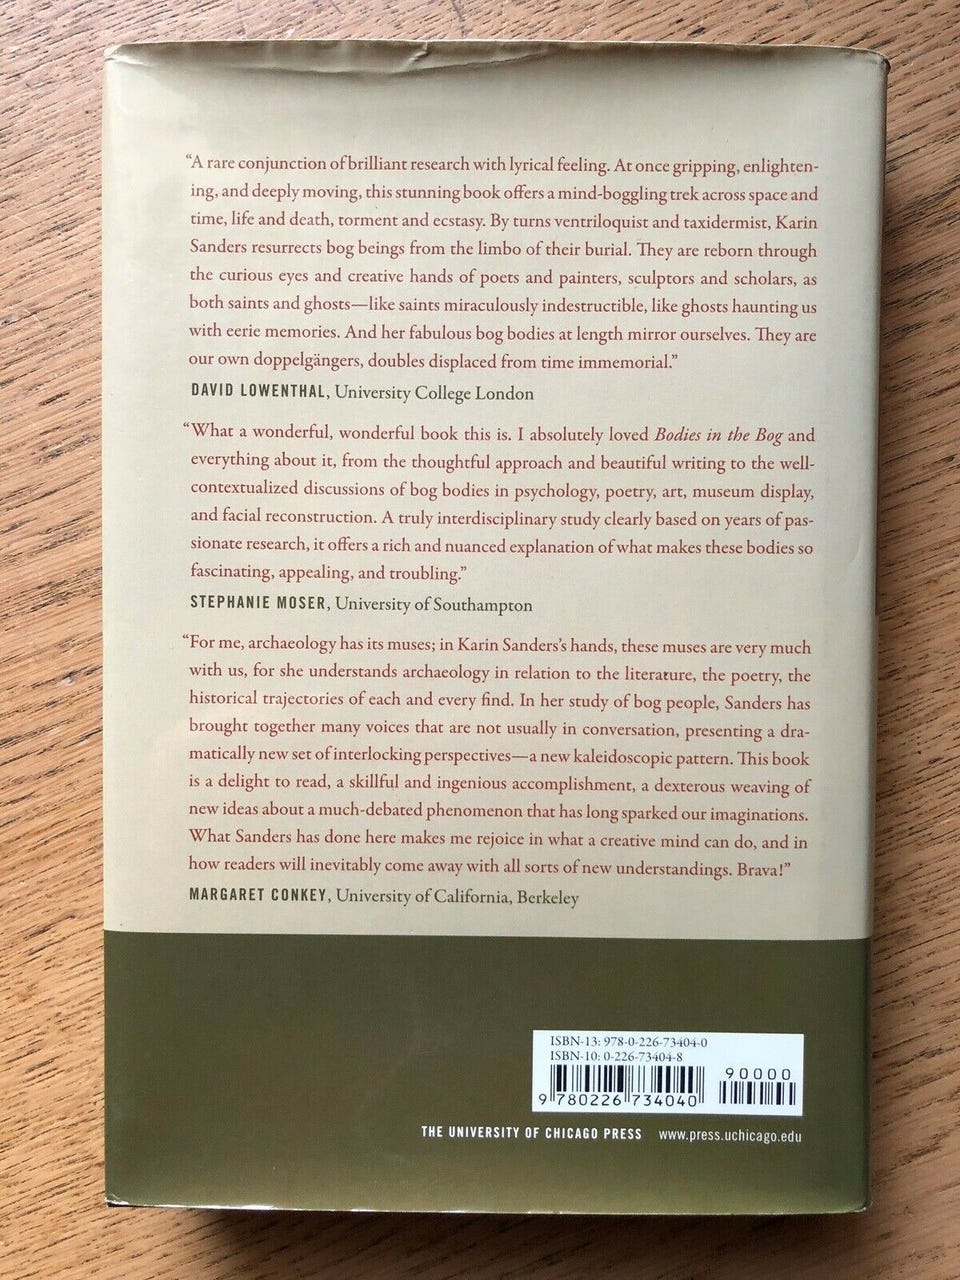 “A rare conjunction of brilliant research with lyrical feeling. At once gripping, enlighten-
ing, and deeply moving, this stunning book offers a mind-boggling trek across space and
time, life and death, torment and ecstasy. By turns ventriloquist and taxidermist, Karin
Sanders resurrects bog beings from the limbo of their burial. They are reborn through
the curious eyes and creative hands of poets and painters, sculptors and scholars, as
both saints and ghosts—like saints miraculously indestructible, like ghosts haunting us
with eerie memories. And her fabulous bog bodies at length mirror ourselves. They are
our own doppelgängers, doubles displaced from time immemorial.”
DAVID LOWENTHAL, University College London
“What a wonderful, wonderful book this is. I absolutely loved Bodies in the Bog and
everything about it, from the thoughtful approach and beautiful writing to the well-
contextualized discussions of bog bodies in psychology, poetry, art, museum display,
and facial reconstruction. A truly interdisciplinary study clearly based on years of pas-
sionate research, it offers a rich and nuanced explanation of what makes these bodies so
fascinating, appealing, and troubling.”
STEPHANIE MOSER, University of Southampton
“For me, archaeology has its muses; in Karin Sanders’s hands, these muses are very much
with us, for she understands archaeology in relation to the literature, the poetry, the
historical trajectories of each and every find. In her study of bog people, Sanders has
brought together many voices that are not usually in conversation, presenting a dra-
matically new set of interlocking perspectives—a new kaleidoscopic pattern. This book
is a delight to read, a skillful and ingenious accomplishment, a dexterous weaving of
new ideas about a much-debated phenomenon that has long sparked our imaginations.
What Sanders has done here makes me rejoice in what a creative mind can do, and in
how readers will inevitably come away with all sorts of new understandings. Brava!”
MARGARET CONKEY, University of California, Berkeley
ISBN-13: 978-0-226-73404-0
ISBN-10: 0-226-73404-8
90000
9 780226 734040
THE UNIVERSITY OF CHICAGO PRESS www.press.uchicago.edu